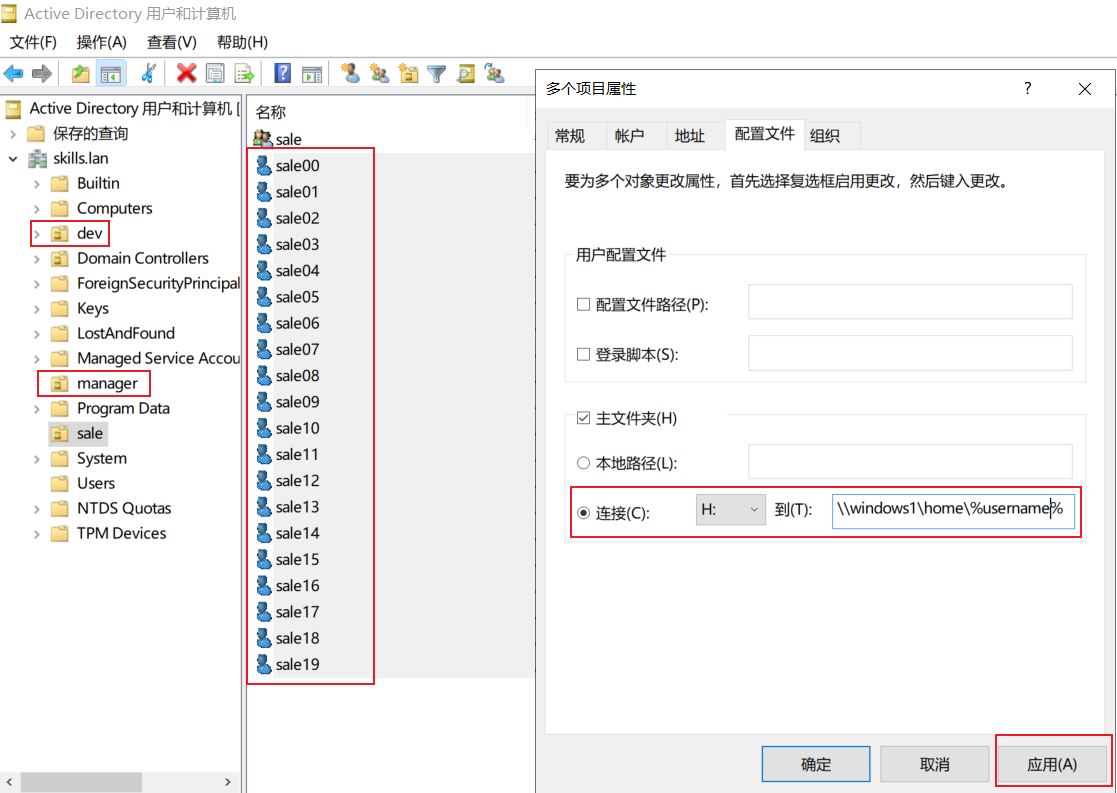 Active Directory 用户和计算机
文件(F) 操作(A) 查看(V) 帮助(H)
Active Directory 用户和计算机 [
保存的查询
skills.lan
Builtin
Computers
dev
Domain Controllers
ForeignSecurityPrincipal
Keys
LostAndFound
Managed Service Accou
manager
Program Data
sale
System
Users
NTDS Quotas
TPM Devices
名称
sale
sale00
sale01
sale02
sale03
sale04
sale05
sale06
sale07
sale08
sale09
sale10
sale11
sale12
sale13
sale14
sale15
sale16
sale17
sale18
sale19
多个项目属性
常规 帐户 地址 配置文件 组织
要为多个对象更改属性，首先选择复选框启用更改，然后键入更改。
用户配置文件
配置文件路径(P):
登录脚本(S):
主文件夹(H)
本地路径(L):
连接(C): H: 到(T): \\windows1\home\%username%
确定 取消 应用(A)